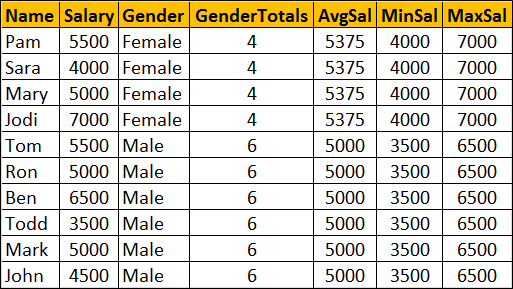 Name Salary Gender GenderTotals AvgSal MinSal MaxSal
Pam 5500 Female 4 5375 4000 7000
Sara 4000 Female 4 5375 4000 7000
Mary 5000 Female 4 5375 4000 7000
Jodi 7000 Female 4 5375 4000 7000
Tom 5500 Male 6 5000 3500 6500
Ron 5000 Male 6 5000 3500 6500
Ben 6500 Male 6 5000 3500 6500
Todd 3500 Male 6 5000 3500 6500
Mark 5000 Male 6 5000 3500 6500
John 4500 Male 6 5000 3500 6500